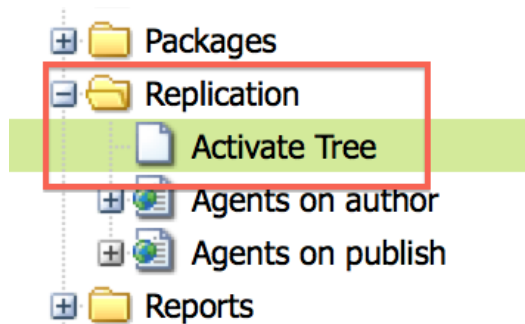 Packages
Replication
Activate Tree
Agents on author
Agents on publish
Reports